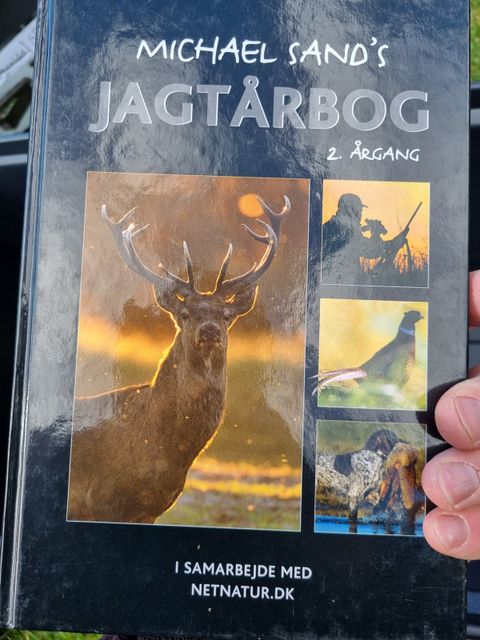 MICHAEL SAND'S
JAGTÅRBOG
2. ÅRGANG
I SAMARBEJDE MED
NETNATUR.DK